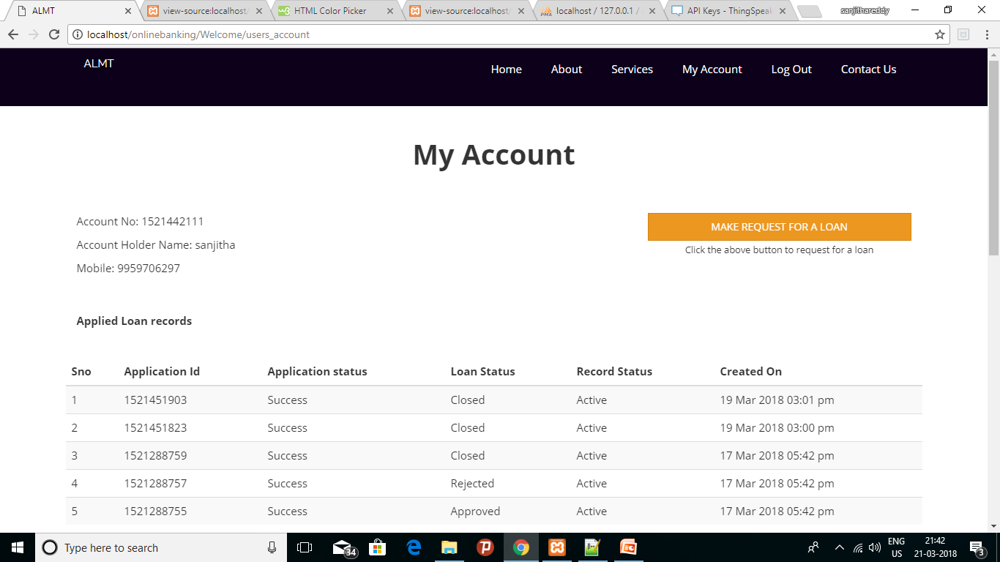 ALMT view-source:localhost/ HTML Color Picker view-source:localhost/ localhost / 127.0.0.1 / API Keys - ThingSpeak sanjithareddy
localhost/onlinebanking/Welcome/users_account
ALMT Home About Services My Account Log Out Contact Us
My Account
Account No: 1521442111
MAKE REQUEST FOR A LOAN
Account Holder Name: sanjitha
Click the above button to request for a loan
Mobile: 9959706297
Applied Loan records
Sno Application Id Application status Loan Status Record Status Created On
1 1521451903 Success Closed Active 19 Mar 2018 03:01 pm
2 1521451823 Success Closed Active 19 Mar 2018 03:00 pm
3 1521288759 Success Closed Active 17 Mar 2018 05:42 pm
4 1521288757 Success Rejected Active 17 Mar 2018 05:42 pm
5 1521288755 Success Approved Active 17 Mar 2018 05:42 pm
Type here to search 34 ENG 21:42
US 21-03-2018 3